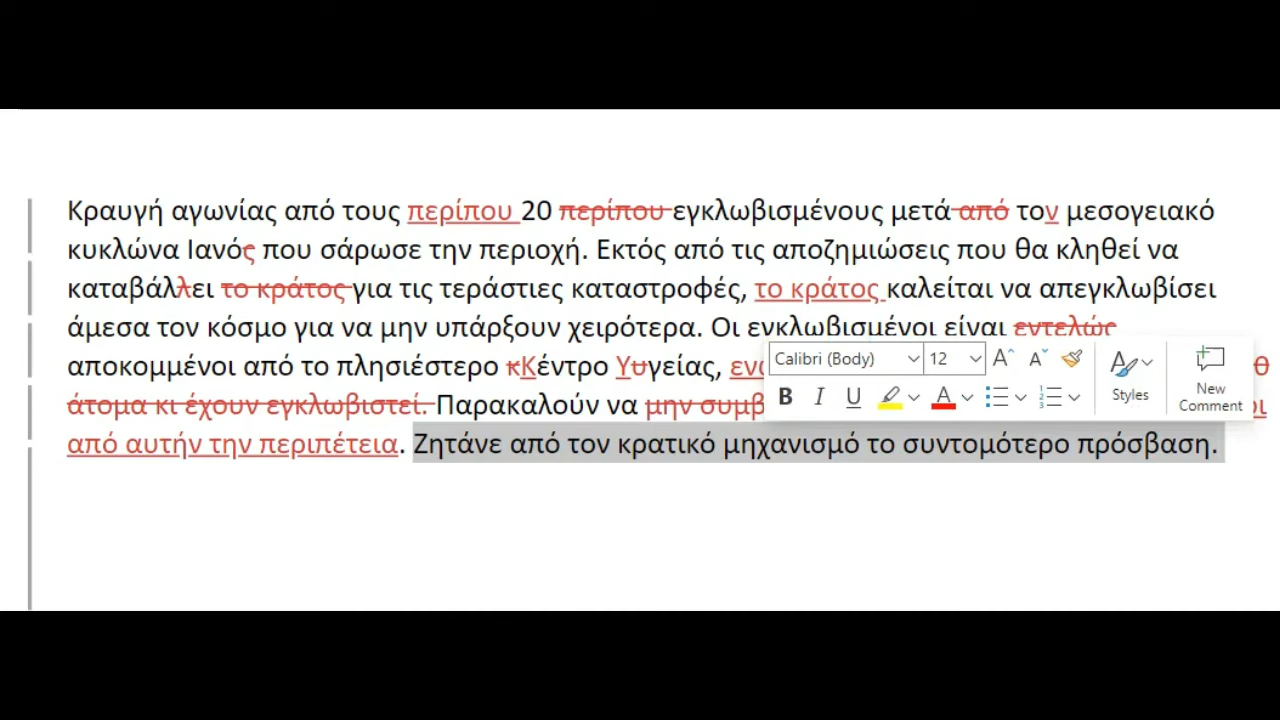 Κραυγή αγωνίας από τους περίπου 20 περίπου εγκλωβισμένους μετά από τον μεσογειακό
κυκλώνα Ιανός που σάρωσε την περιοχή. Εκτός από τις αποζημιώσεις που θα κληθεί να
καταβάλλει το κράτος για τις τεράστιες καταστροφές, το κράτος καλείται να απεγκλωβίσει
άμεσα τον κόσμο για να μην υπάρξουν χειρότερα. Οι εγκλωβισμένοι είναι εντελώς
αποκομμένοι από το πλησιέστερο κΚέντρο Υυγείας,
Calibri (Body) 12
Styles
New
Comment
άτομα κι έχουν εγκλωβιστεί. Παρακαλούν να μην
από αυτήν την περιπέτεια. Ζητάνε από τον κρατικό μηχανισμό το συντομότερο πρόσβαση.